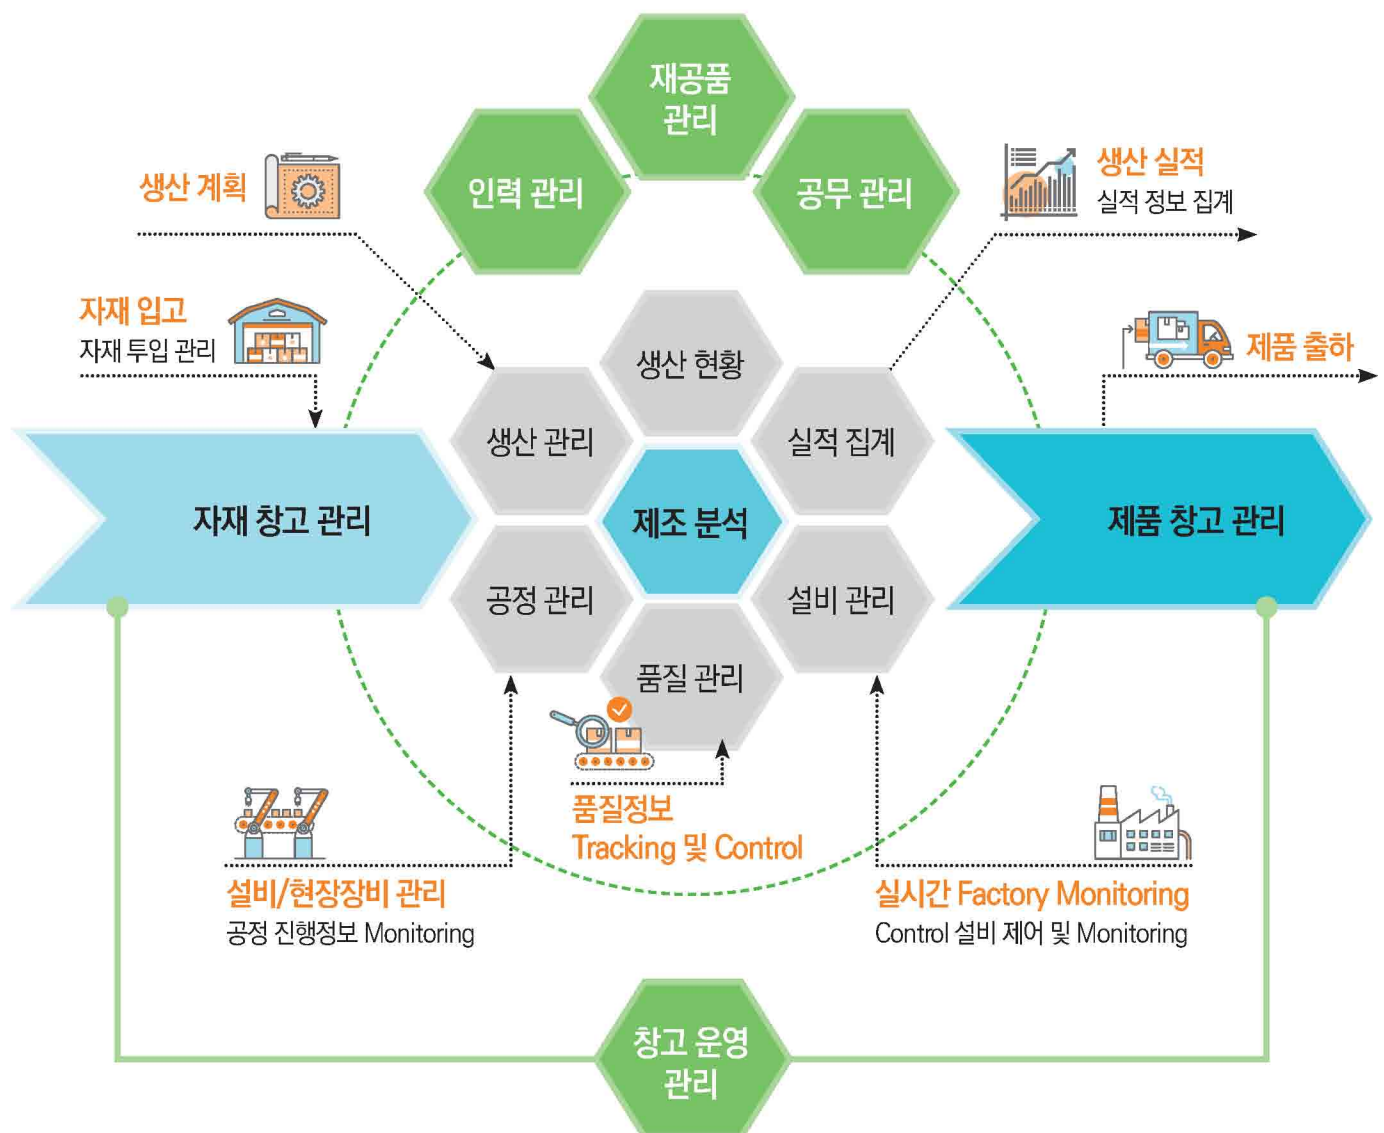 재공품
관리
인력 관리
공무 관리
생산 계획
생산 실적
실적 정보 집계
자재 입고
자재 투입 관리
제품 출하
생산 현황
생산 관리
실적 집계
자재 창고 관리
제조 분석
제품 창고 관리
공정 관리
설비 관리
품질 관리
품질정보
Tracking 및 Control
설비/현장장비 관리
공정 진행정보 Monitoring
실시간 Factory Monitoring
Control 설비 제어 및 Monitoring
창고 운영
관리